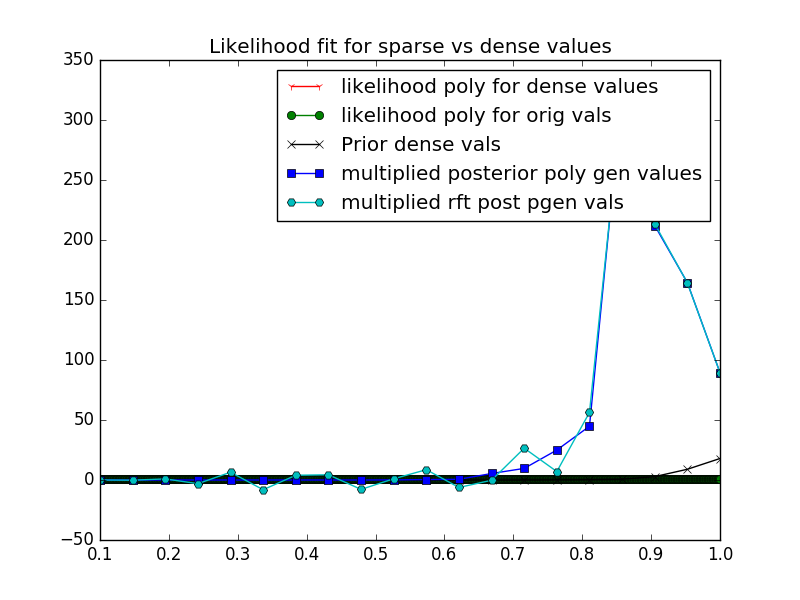 Likelihood fit for sparse vs dense values
350
300
250
200
150
100
50
0
−50
likelihood poly for dense values
likelihood poly for orig vals
Prior dense vals
multiplied posterior poly gen values
multiplied rft post pgen vals
0.1 0.2 0.3 0.4 0.5 0.6 0.7 0.8 0.9 1.0